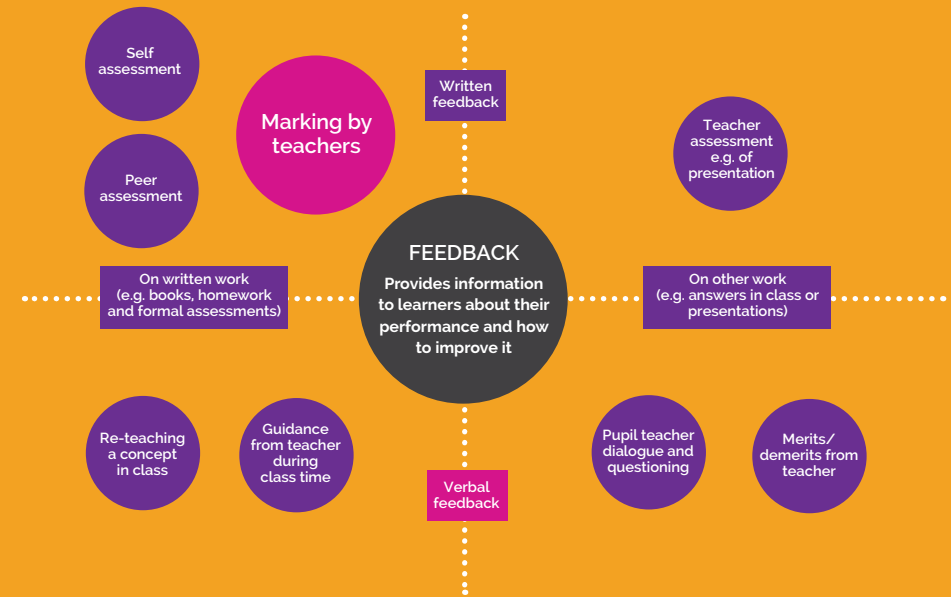 Self
assessment
Marking by
teachers
Written
feedback
Teacher
assessment
e.g. of
presentation
Peer
assessment
FEEDBACK
Provides information
to learners about their
performance and how
to improve it
On written work
(e.g. books, homework
and formal assessments)
On other work
(e.g. answers in class or
presentations)
Re-teaching
a concept
in class
Guidance
from teacher
during
class time
Verbal
feedback
Pupil teacher
dialogue and
questioning
Merits/
demerits from
teacher